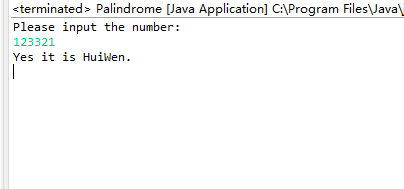 <terminated> Palindrome [Java Application] C:\Program Files\Java\
Please input the number:
123321
Yes it is HuiWen.